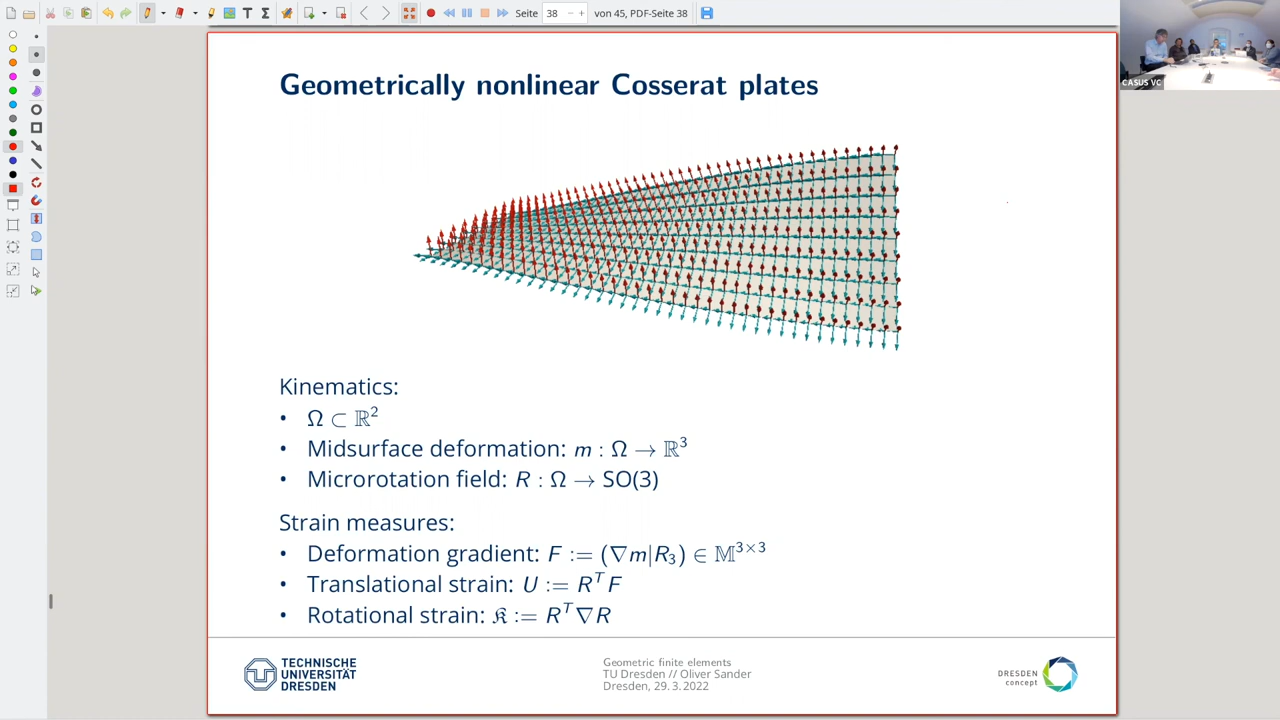 Seite 38 von 45, PDF-Seite 38
CASUS VC
Geometrically nonlinear Cosserat plates
Kinematics:
• Ω ⊂ ℝ²
• Midsurface deformation: m : Ω → ℝ³
• Microrotation field: R : Ω → SO(3)
Strain measures:
• Deformation gradient: F := (∇m|R₃) ∈ 𝕄³ˣ³
• Translational strain: U := RᵀF
• Rotational strain: 𝔎 := Rᵀ∇R
TECHNISCHE
UNIVERSITÄT
DRESDEN
Geometric finite elements
TU Dresden // Oliver Sander
Dresden, 29. 3. 2022
DRESDEN
concept